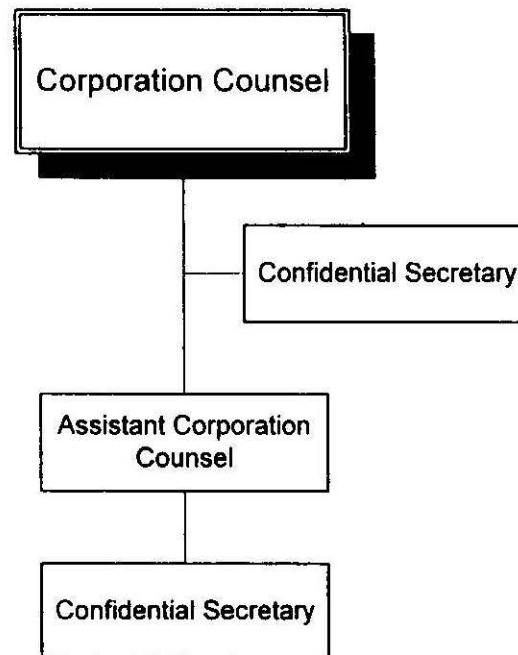 Corporation Counsel
Confidential Secretary
Assistant Corporation
Counsel
Confidential Secretary